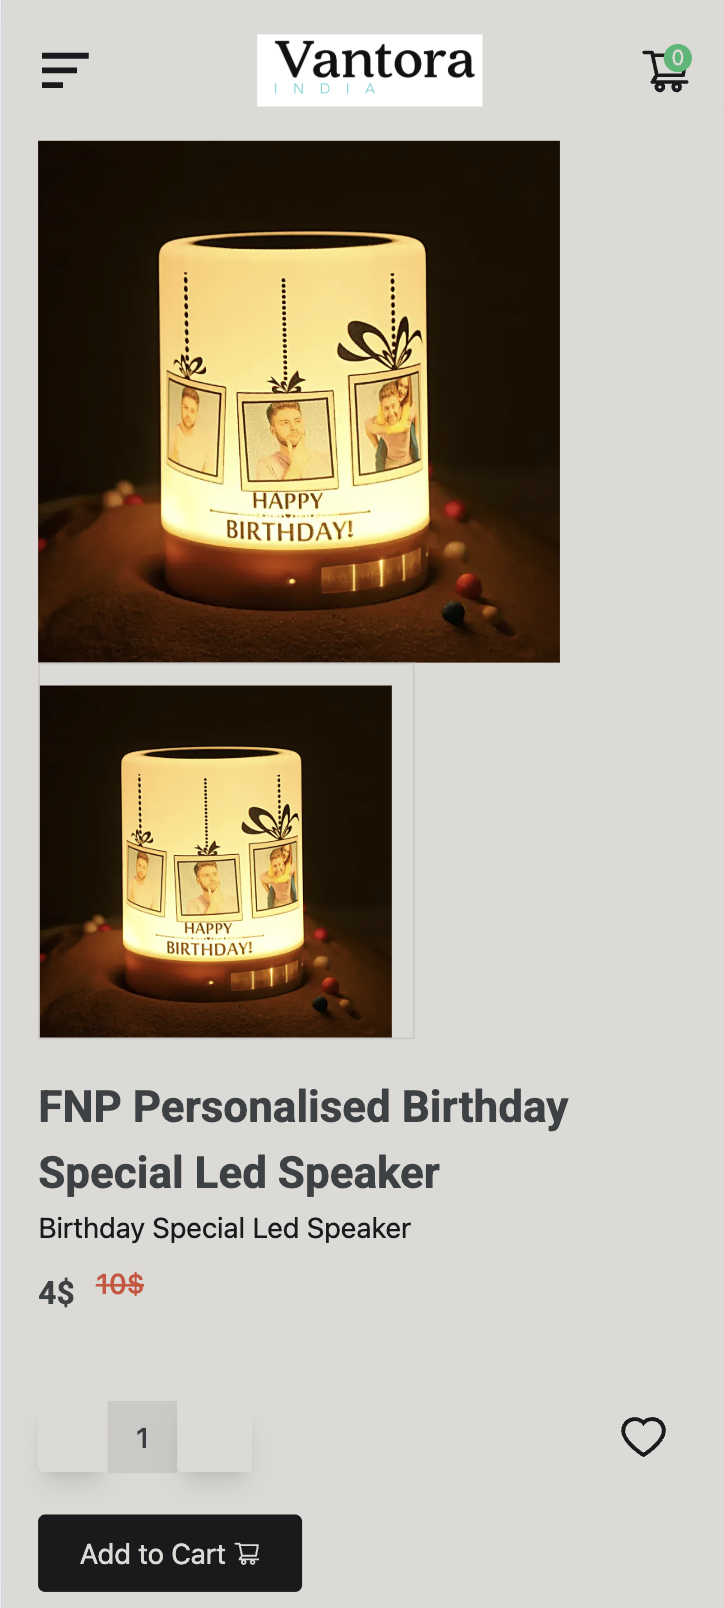 Vantora
INDIA
0
HAPPY
BIRTHDAY!
HAPPY
BIRTHDAY!
FNP Personalised Birthday
Special Led Speaker
Birthday Special Led Speaker
4$ 10$
1
Add to Cart